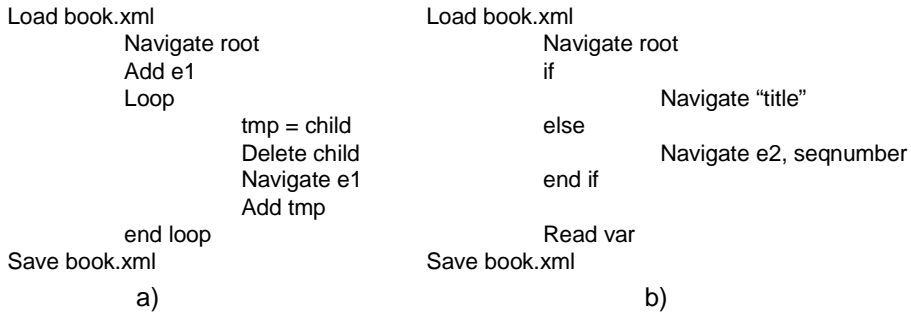 Load book.xml
Navigate root
Add e1
Loop
tmp = child
Delete child
Navigate e1
Add tmp
end loop
Save book.xml
a)
Load book.xml
Navigate root
if
Navigate “title”
else
Navigate e2, seqnumber
end if
Read var
Save book.xml
b)